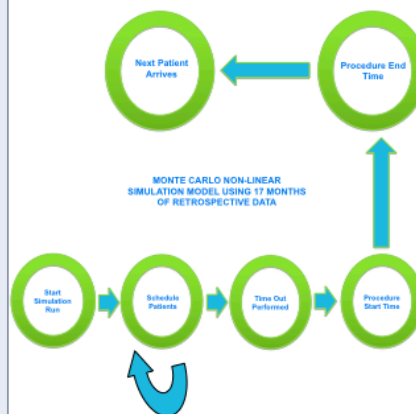 Next Patient
Arrives
Procedure End
Time
MONTE CARLO NON-LINEAR
SIMULATION MODEL USING 17 MONTHS
OF RETROSPECTIVE DATA
Start
Simulation
Run
Schedule
Patients
Time Out
Performed
Procedure
Start Time